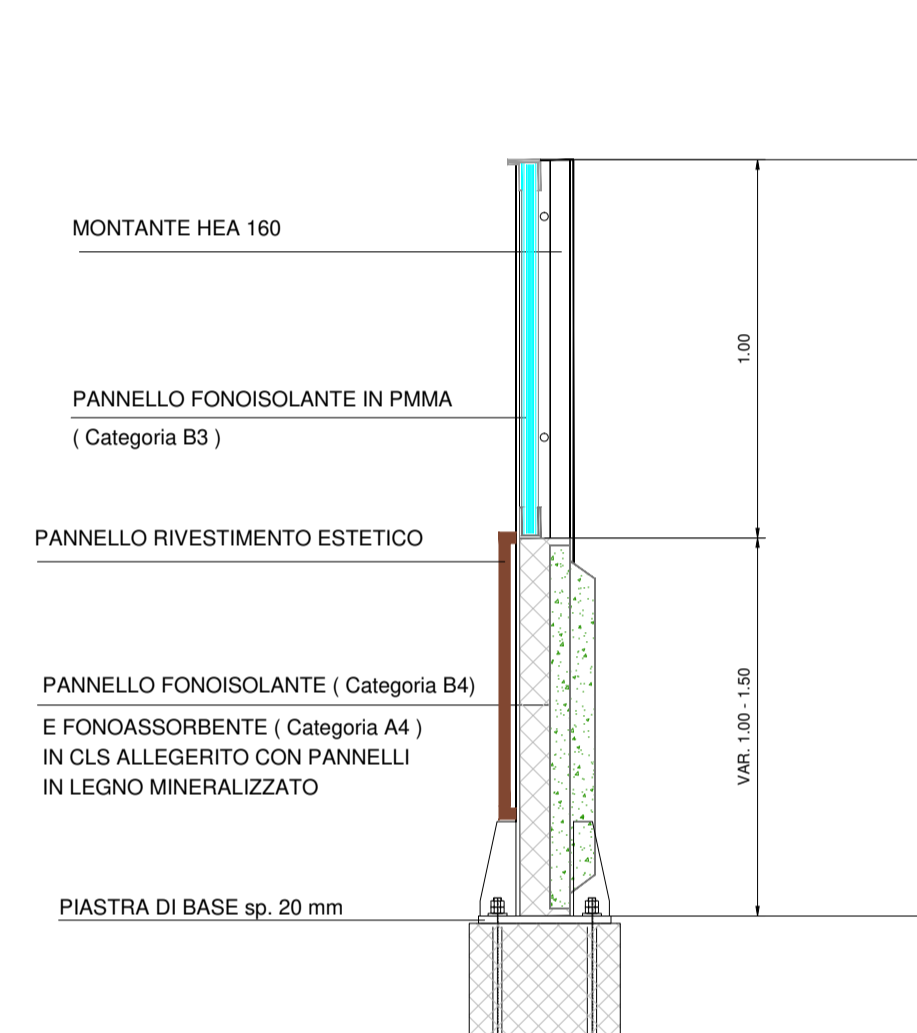 MONTANTE HEA 160
PANNELLO FONOISOLANTE IN PMMA
( Categoria B3 )
PANNELLO RIVESTIMENTO ESTETICO
PANNELLO FONOISOLANTE ( Categoria B4)
E FONOASSORBENTE ( Categoria A4 )
IN CLS ALLEGERITO CON PANNELLI
IN LEGNO MINERALIZZATO
PIASTRA DI BASE sp. 20 mm
1.00
VAR. 1.00 - 1.50